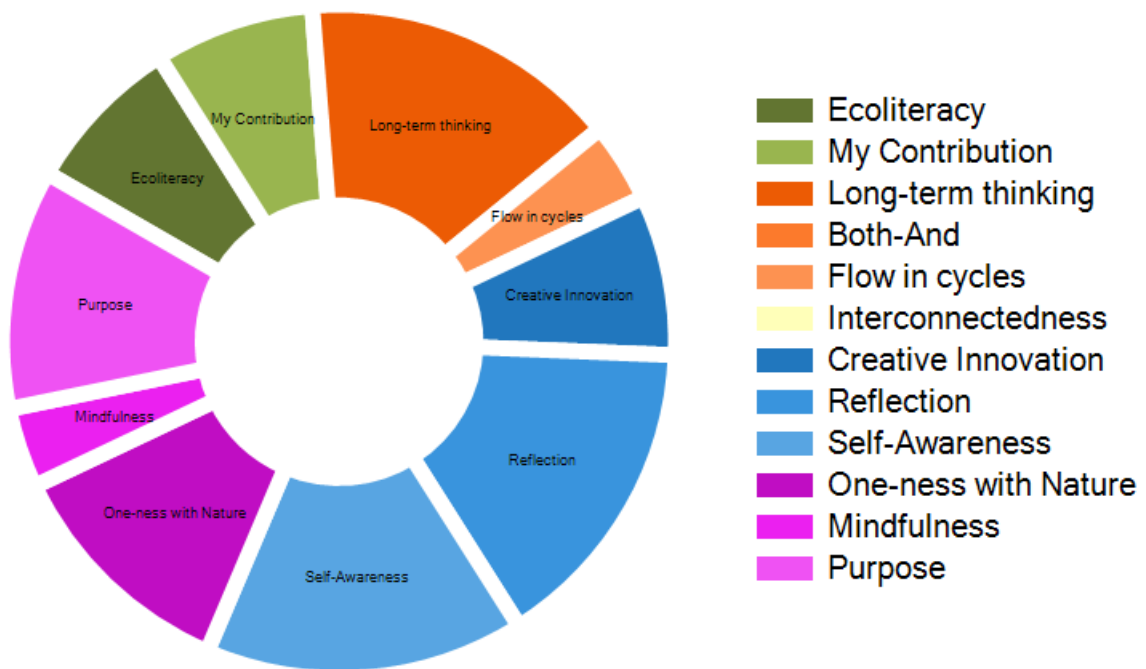 My Contribution
Long-term thinking
Ecoliteracy
Flow in cycles
Creative Innovation
Purpose
Mindfulness
Reflection
One-ness with Nature
Self-Awareness
Ecoliteracy
My Contribution
Long-term thinking
Both-And
Flow in cycles
Interconnectedness
Creative Innovation
Reflection
Self-Awareness
One-ness with Nature
Mindfulness
Purpose